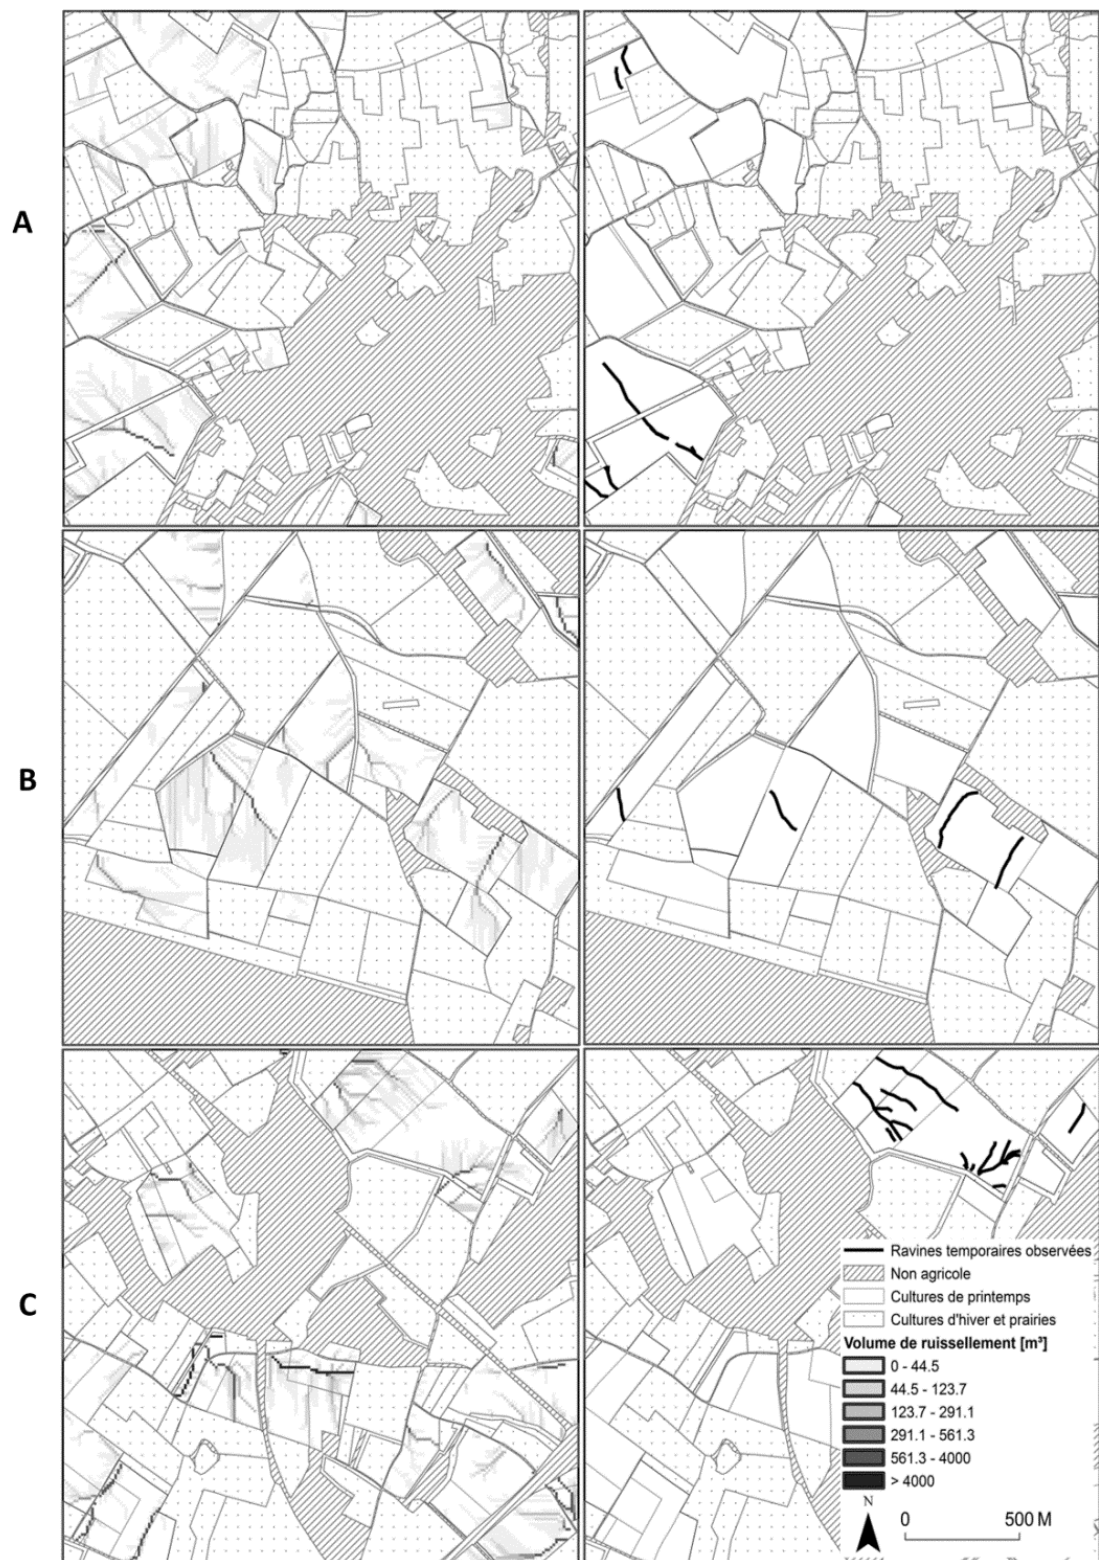 A
B
C
Ravines temporaires observées
Non agricole
Cultures de printemps
Cultures d'hiver et prairies
Volume de ruissellement [m³]
0 - 44.5
44.5 - 123.7
123.7 - 291.1
291.1 - 561.3
561.3 - 4000
> 4000
N
0 500 M